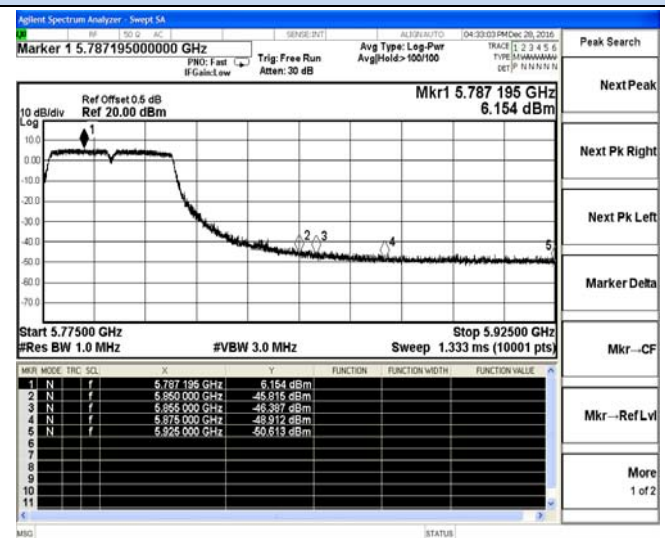 Agilent Spectrum Analyzer - Swept SA
RF 50 Ω AC SENSE:INT ALIGNAUTO 04:33:03 PM Dec 28, 2016
Marker 1 5.787195000000 GHz
PNO: Fast
IFGain:Low
Trig: Free Run
Atten: 30 dB
Avg Type: Log-Pwr
Avg|Hold:>100/100
TRACE 1 2 3 4 5 6
TYPE
DET P N N N N N
Peak Search
Next Peak
Next Pk Right
Next Pk Left
Marker Delta
Mkr→CF
Mkr→Ref Lvl
More
1 of 2
Mkr1 5.787 195 GHz
6.154 dBm
Ref Offset 0.5 dB
10 dB/div Ref 20.00 dBm
Log
10.0
0.00
-10.0
-20.0
-30.0
-40.0
-50.0
-60.0
-70.0
1
2 3
4
5
Start 5.77500 GHz Stop 5.92500 GHz
#Res BW 1.0 MHz #VBW 3.0 MHz Sweep 1.333 ms (10001 pts)
MKR MODE TRC SCL X Y FUNCTION FUNCTION WIDTH FUNCTION VALUE
1 N f 5.787 195 GHz 6.154 dBm
2 N f 5.850 000 GHz -45.815 dBm
3 N f 5.855 000 GHz -46.387 dBm
4 N f 5.875 000 GHz -48.912 dBm
5 N f 5.925 000 GHz -50.613 dBm
6
7
8
9
10
11
MSG STATUS